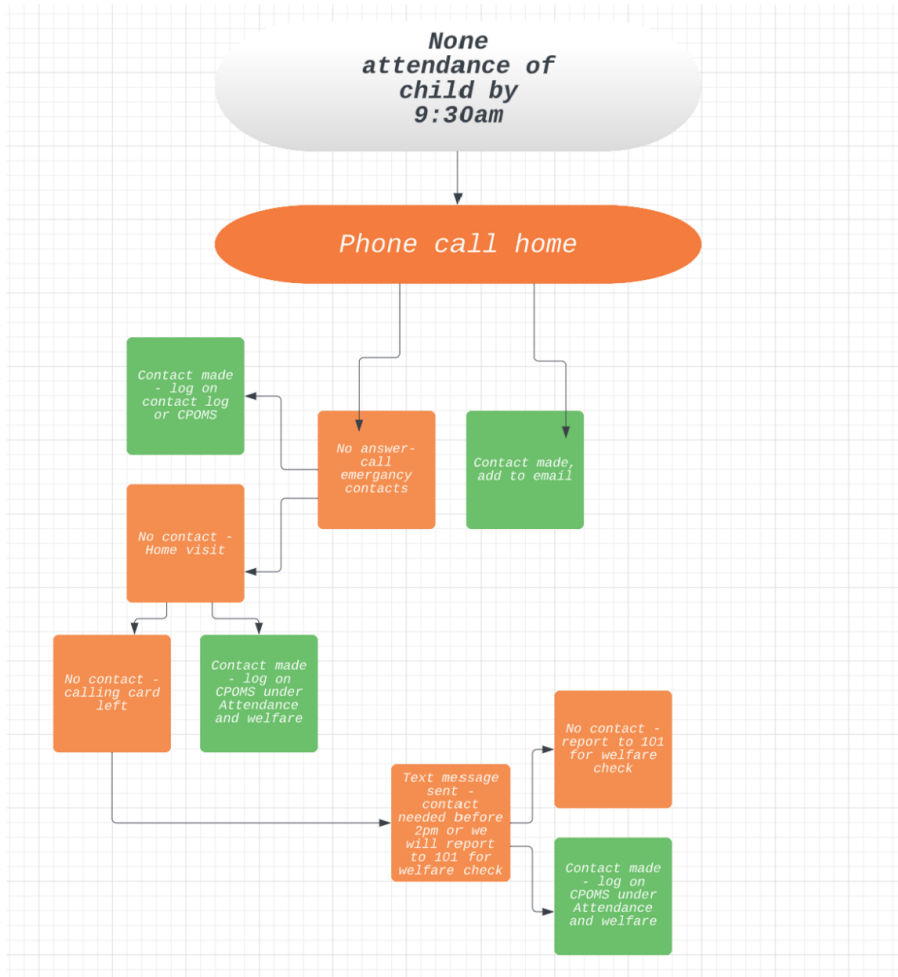 None
attendance of
child by
9:30am
Phone call home
Contact made
- log on
contact log
or CPOMS
No answer-
call
emergancy
contacts
Contact made,
add to email
No contact -
Home visit
No contact -
calling card
left
Contact made
- log on
CPOMS under
Attendance
and welfare
Text message
sent -
contact
needed before
2pm or we
will report
to 101 for
welfare check
No contact -
report to 101
for welfare
check
Contact made
- log on
CPOMS under
Attendance
and welfare